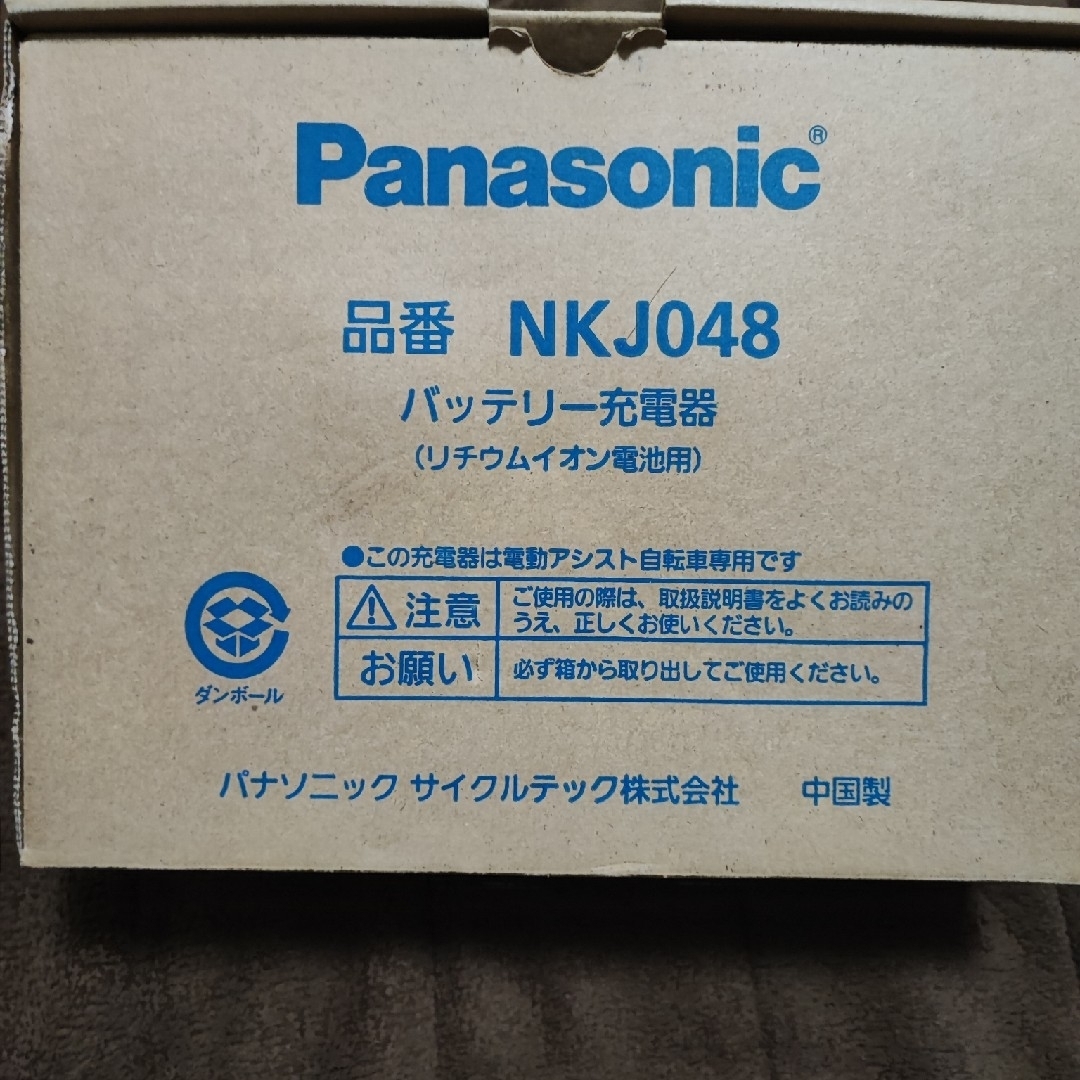 Panasonic®
品番 NKJ048
バッテリー充電器
(リチウムイオン電池用)
●この充電器は電動アシスト自転車専用です
注意
ご使用の際は、取扱説明書をよくお読みの
うえ、正しくお使いください。
お願い
必ず箱から取り出してご使用ください。
ダンボール
パナソニック サイクルテック株式会社 中国製